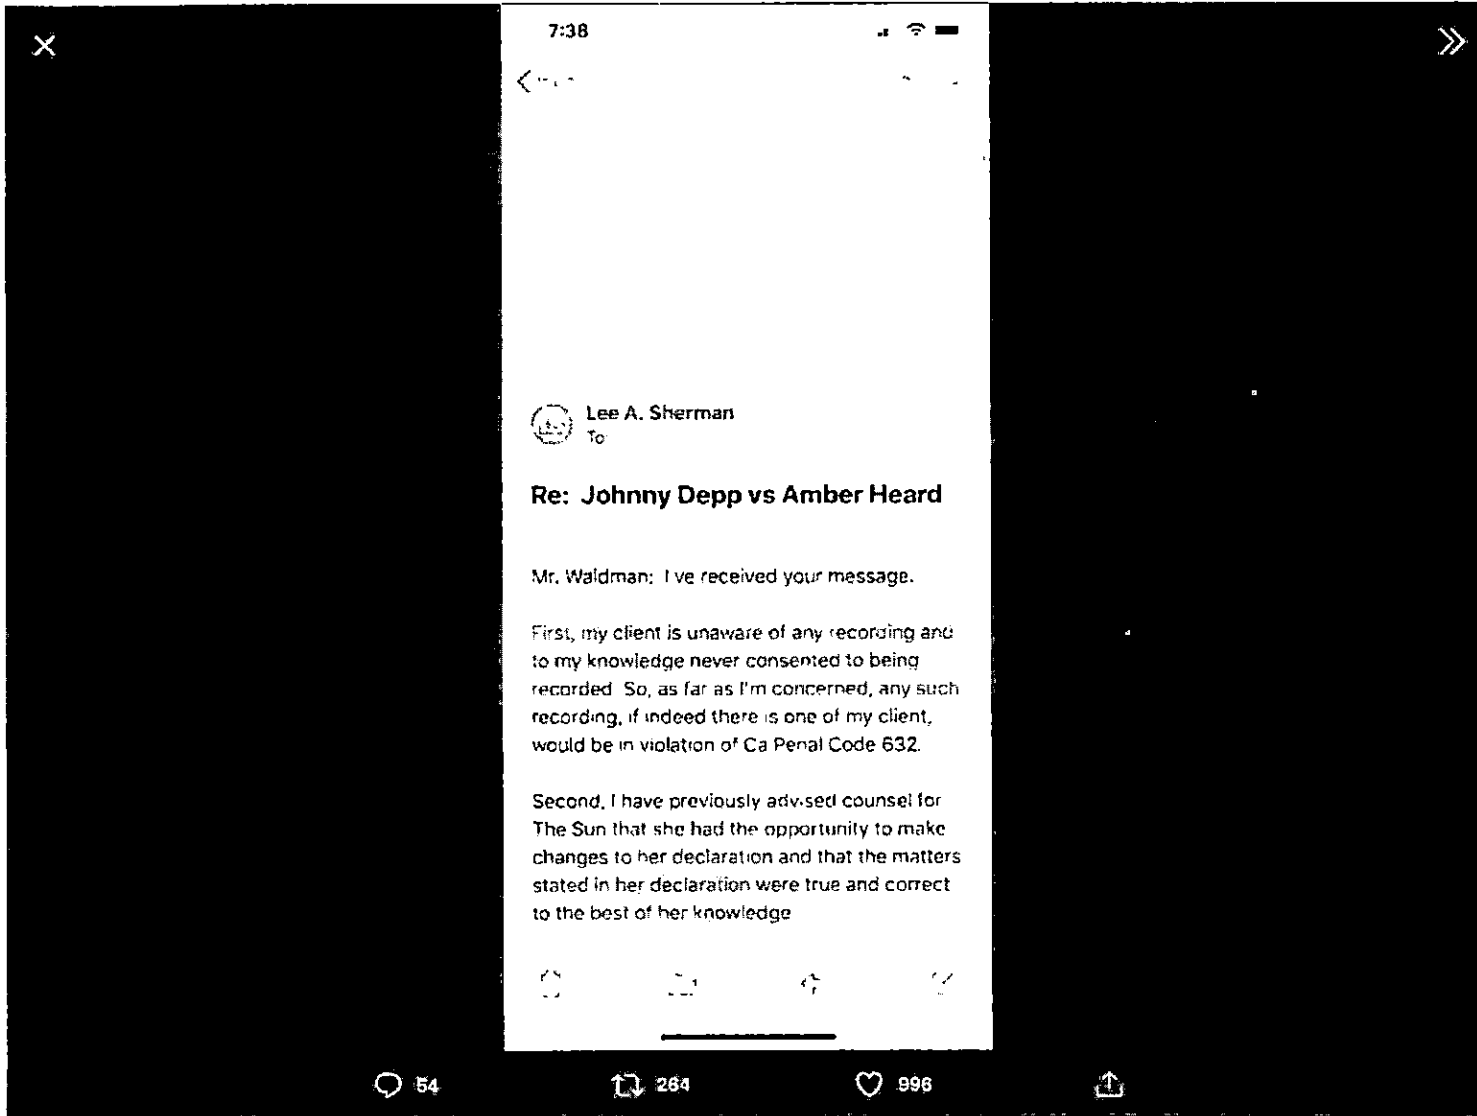 7:38
Lee A. Sherman
To
Re: Johnny Depp vs Amber Heard
Mr. Waldman: I've received your message.
First, my client is unaware of any recording and
to my knowledge never consented to being
recorded. So, as far as I'm concerned, any such
recording, if indeed there is one of my client,
would be in violation of Ca Penal Code 632.
Second, I have previously advised counsel for
The Sun that she had the opportunity to make
changes to her declaration and that the matters
stated in her declaration were true and correct
to the best of her knowledge
54 264 996